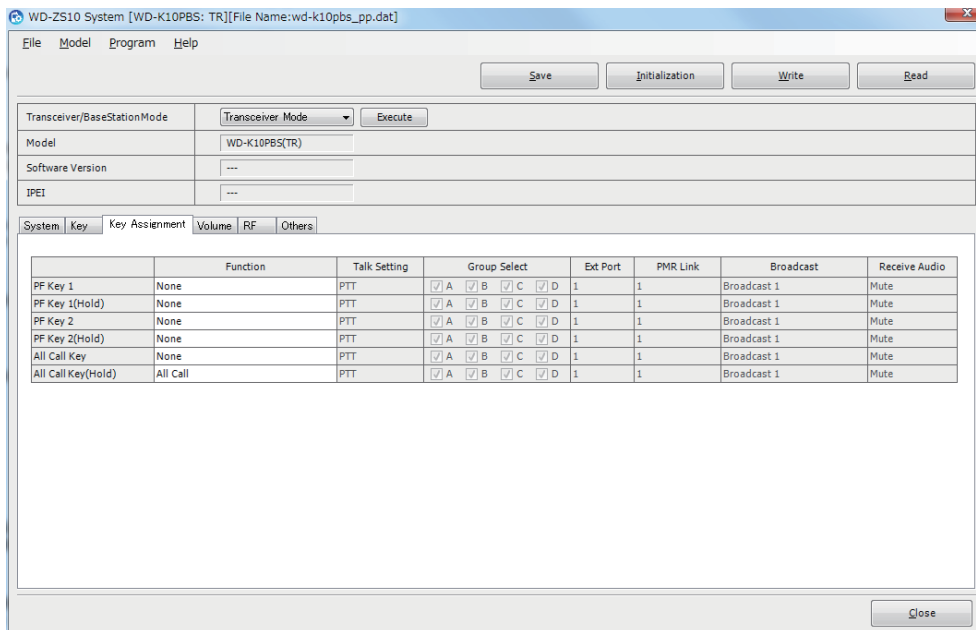 WD-ZS10 System [WD-K10PBS: TR][File Name:wd-k10pbs_pp.dat]
File Model Program Help
Save Initialization Write Read
Transceiver/BaseStationMode Transceiver Mode Execute
Model WD-K10PBS(TR)
Software Version ---
IPEI ---
System Key Key Assignment Volume RF Others
Function Talk Setting Group Select Ext Port PMR Link Broadcast Receive Audio
PF Key 1 None PTT A B C D 1 1 Broadcast 1 Mute
PF Key 1(Hold) None PTT A B C D 1 1 Broadcast 1 Mute
PF Key 2 None PTT A B C D 1 1 Broadcast 1 Mute
PF Key 2(Hold) None PTT A B C D 1 1 Broadcast 1 Mute
All Call Key None PTT A B C D 1 1 Broadcast 1 Mute
All Call Key(Hold) All Call PTT A B C D 1 1 Broadcast 1 Mute
Close